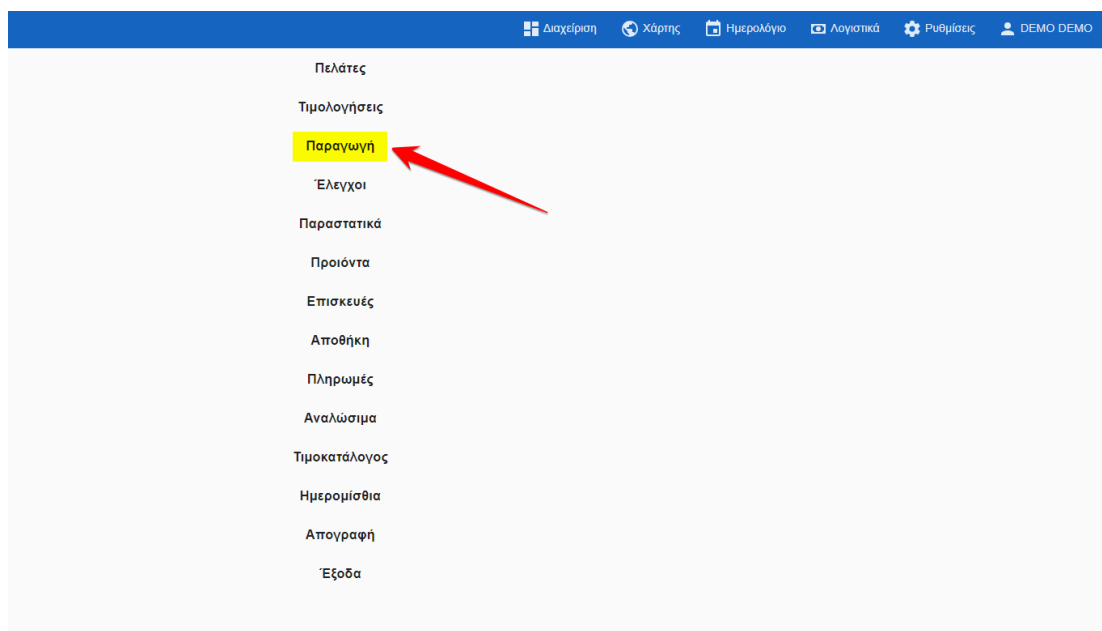 Διαχείριση Χάρτης Ημερολόγιο Λογιστικά Ρυθμίσεις DEMO DEMO
Πελάτες
Τιμολογήσεις
Παραγωγή
Έλεγχοι
Παραστατικά
Προιόντα
Επισκευές
Αποθήκη
Πληρωμές
Αναλώσιμα
Τιμοκατάλογος
Ημερομίσθια
Απογραφή
Έξοδα